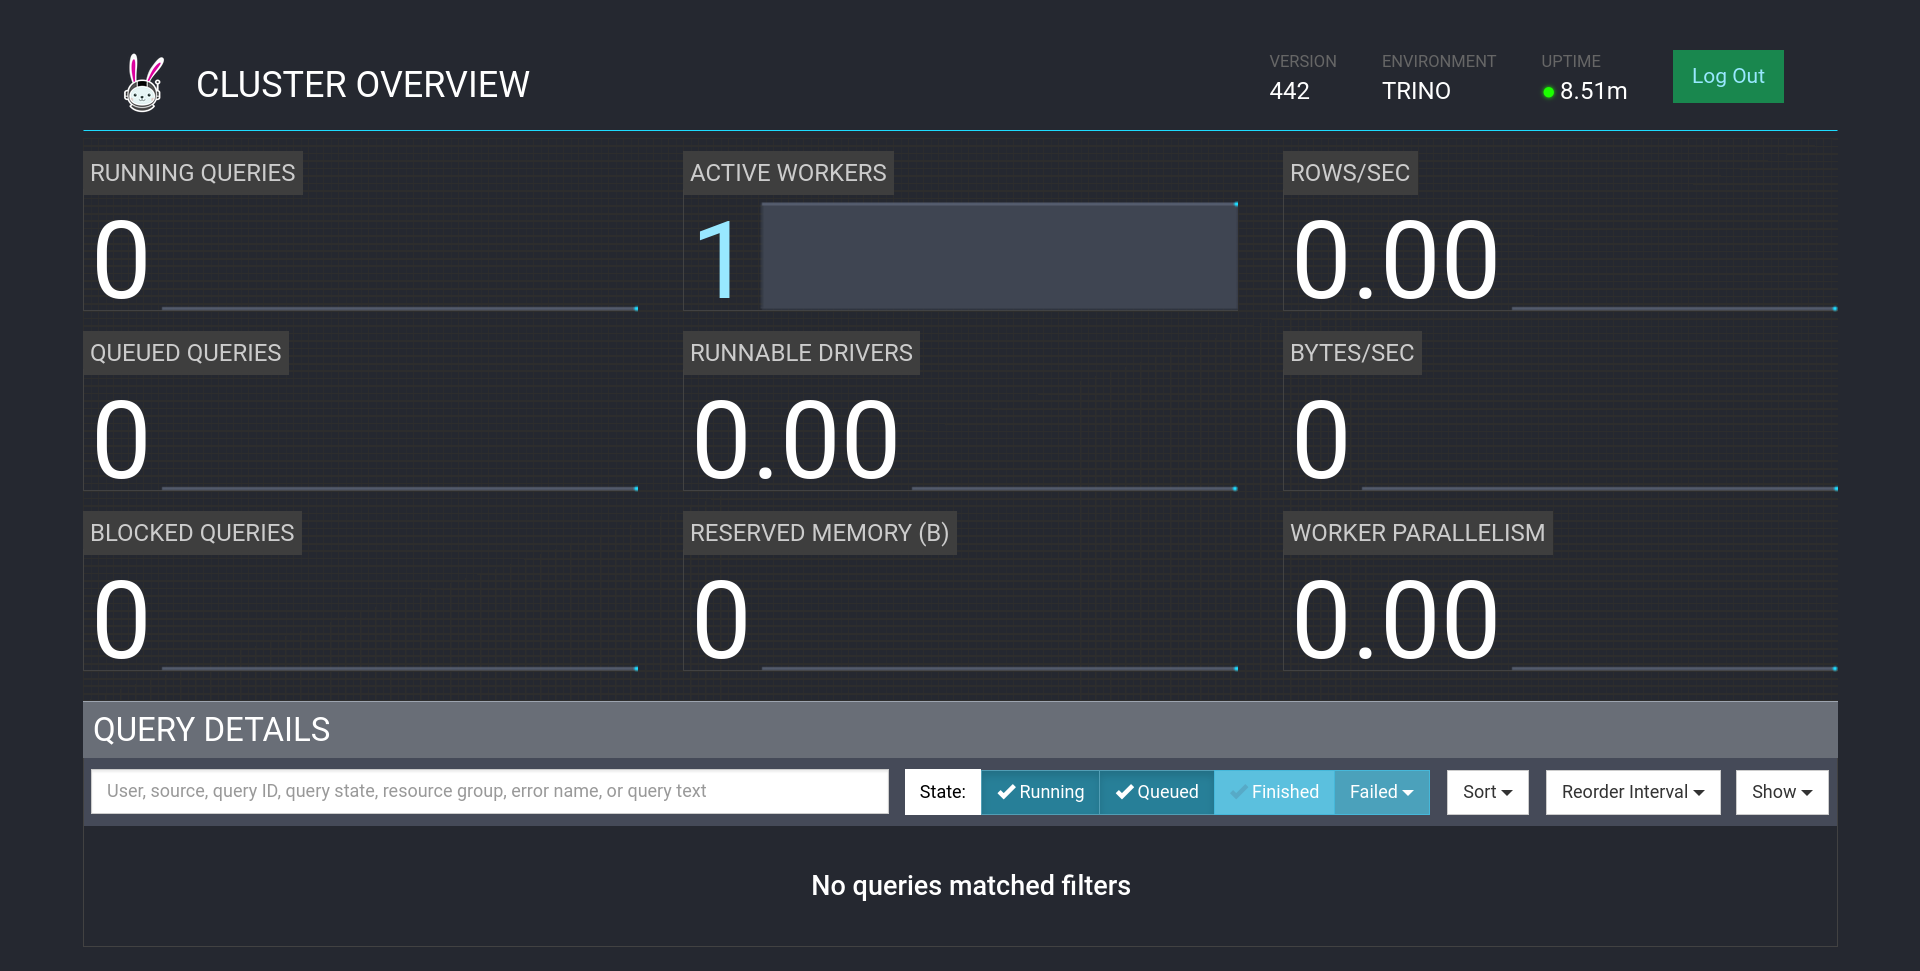 CLUSTER OVERVIEW
VERSION
442
ENVIRONMENT
TRINO
UPTIME
8.51m
Log Out
RUNNING QUERIES
0
ACTIVE WORKERS
1
ROWS/SEC
0.00
QUEUED QUERIES
0
RUNNABLE DRIVERS
0.00
BYTES/SEC
0
BLOCKED QUERIES
0
RESERVED MEMORY (B)
0
WORKER PARALLELISM
0.00
QUERY DETAILS
User, source, query ID, query state, resource group, error name, or query text
State:
Running
Queued
Finished
Failed
Sort
Reorder Interval
Show
No queries matched filters